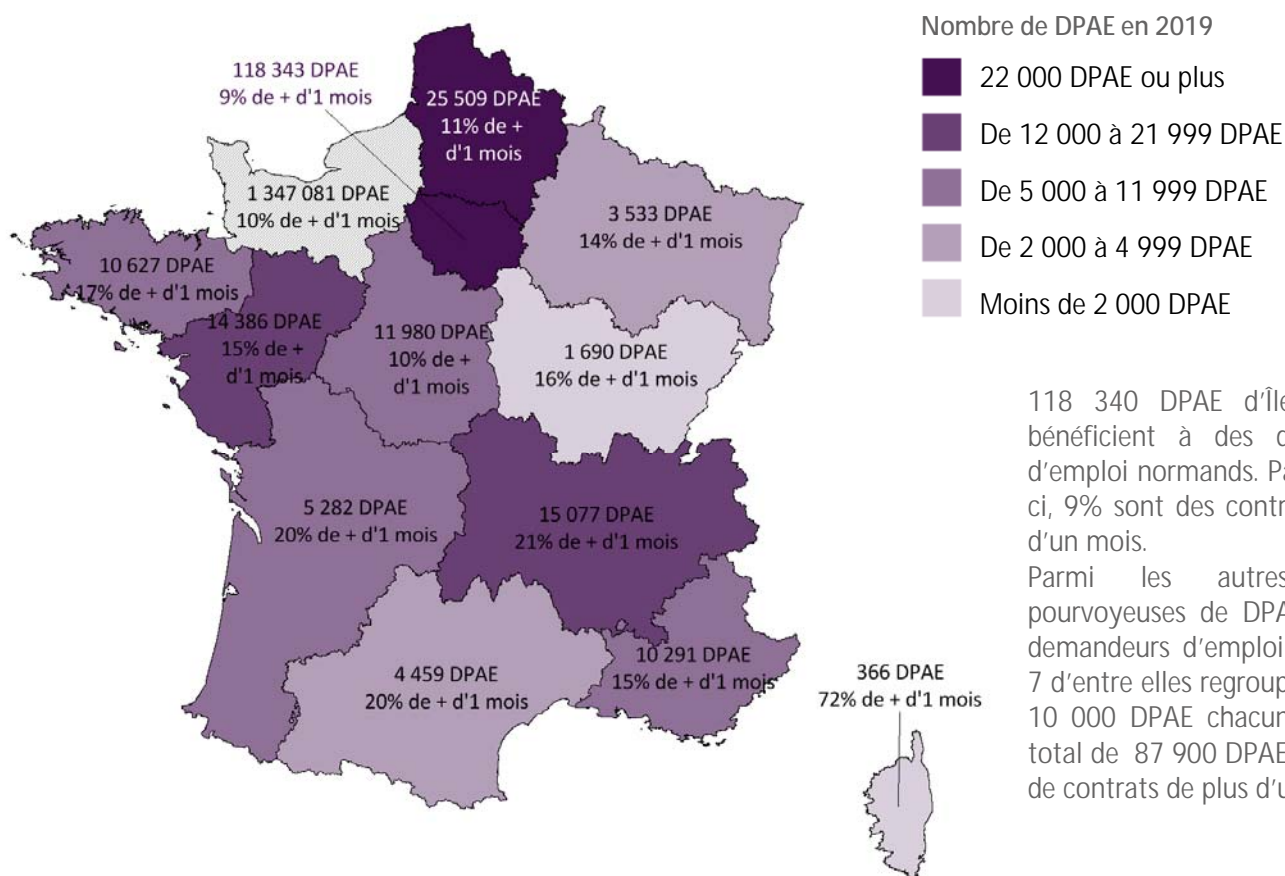 Nombre de DPAE en 2019
22 000 DPAE ou plus
De 12 000 à 21 999 DPAE
De 5 000 à 11 999 DPAE
De 2 000 à 4 999 DPAE
Moins de 2 000 DPAE
118 343 DPAE
9% de + d'1 mois
25 509 DPAE
11% de +
d'1 mois
1 347 081 DPAE
10% de + d'1 mois
3 533 DPAE
14% de + d'1 mois
10 627 DPAE
17% de + d'1 mois
14 386 DPAE
15% de +
d'1 mois
11 980 DPAE
10% de +
d'1 mois
1 690 DPAE
16% de + d'1 mois
5 282 DPAE
20% de + d'1 mois
15 077 DPAE
21% de + d'1 mois
4 459 DPAE
20% de + d'1 mois
10 291 DPAE
15% de + d'1 mois
366 DPAE
72% de + d'1 mois
118 340 DPAE d'Île
bénéficient à des d
d'emploi normands. Pa
ci, 9% sont des contr
d'un mois.
Parmi les autres
pourvoyeuses de DPA
demandeurs d'emploi
7 d'entre elles regroup
10 000 DPAE chacun
total de 87 900 DPAE
de contrats de plus d'u